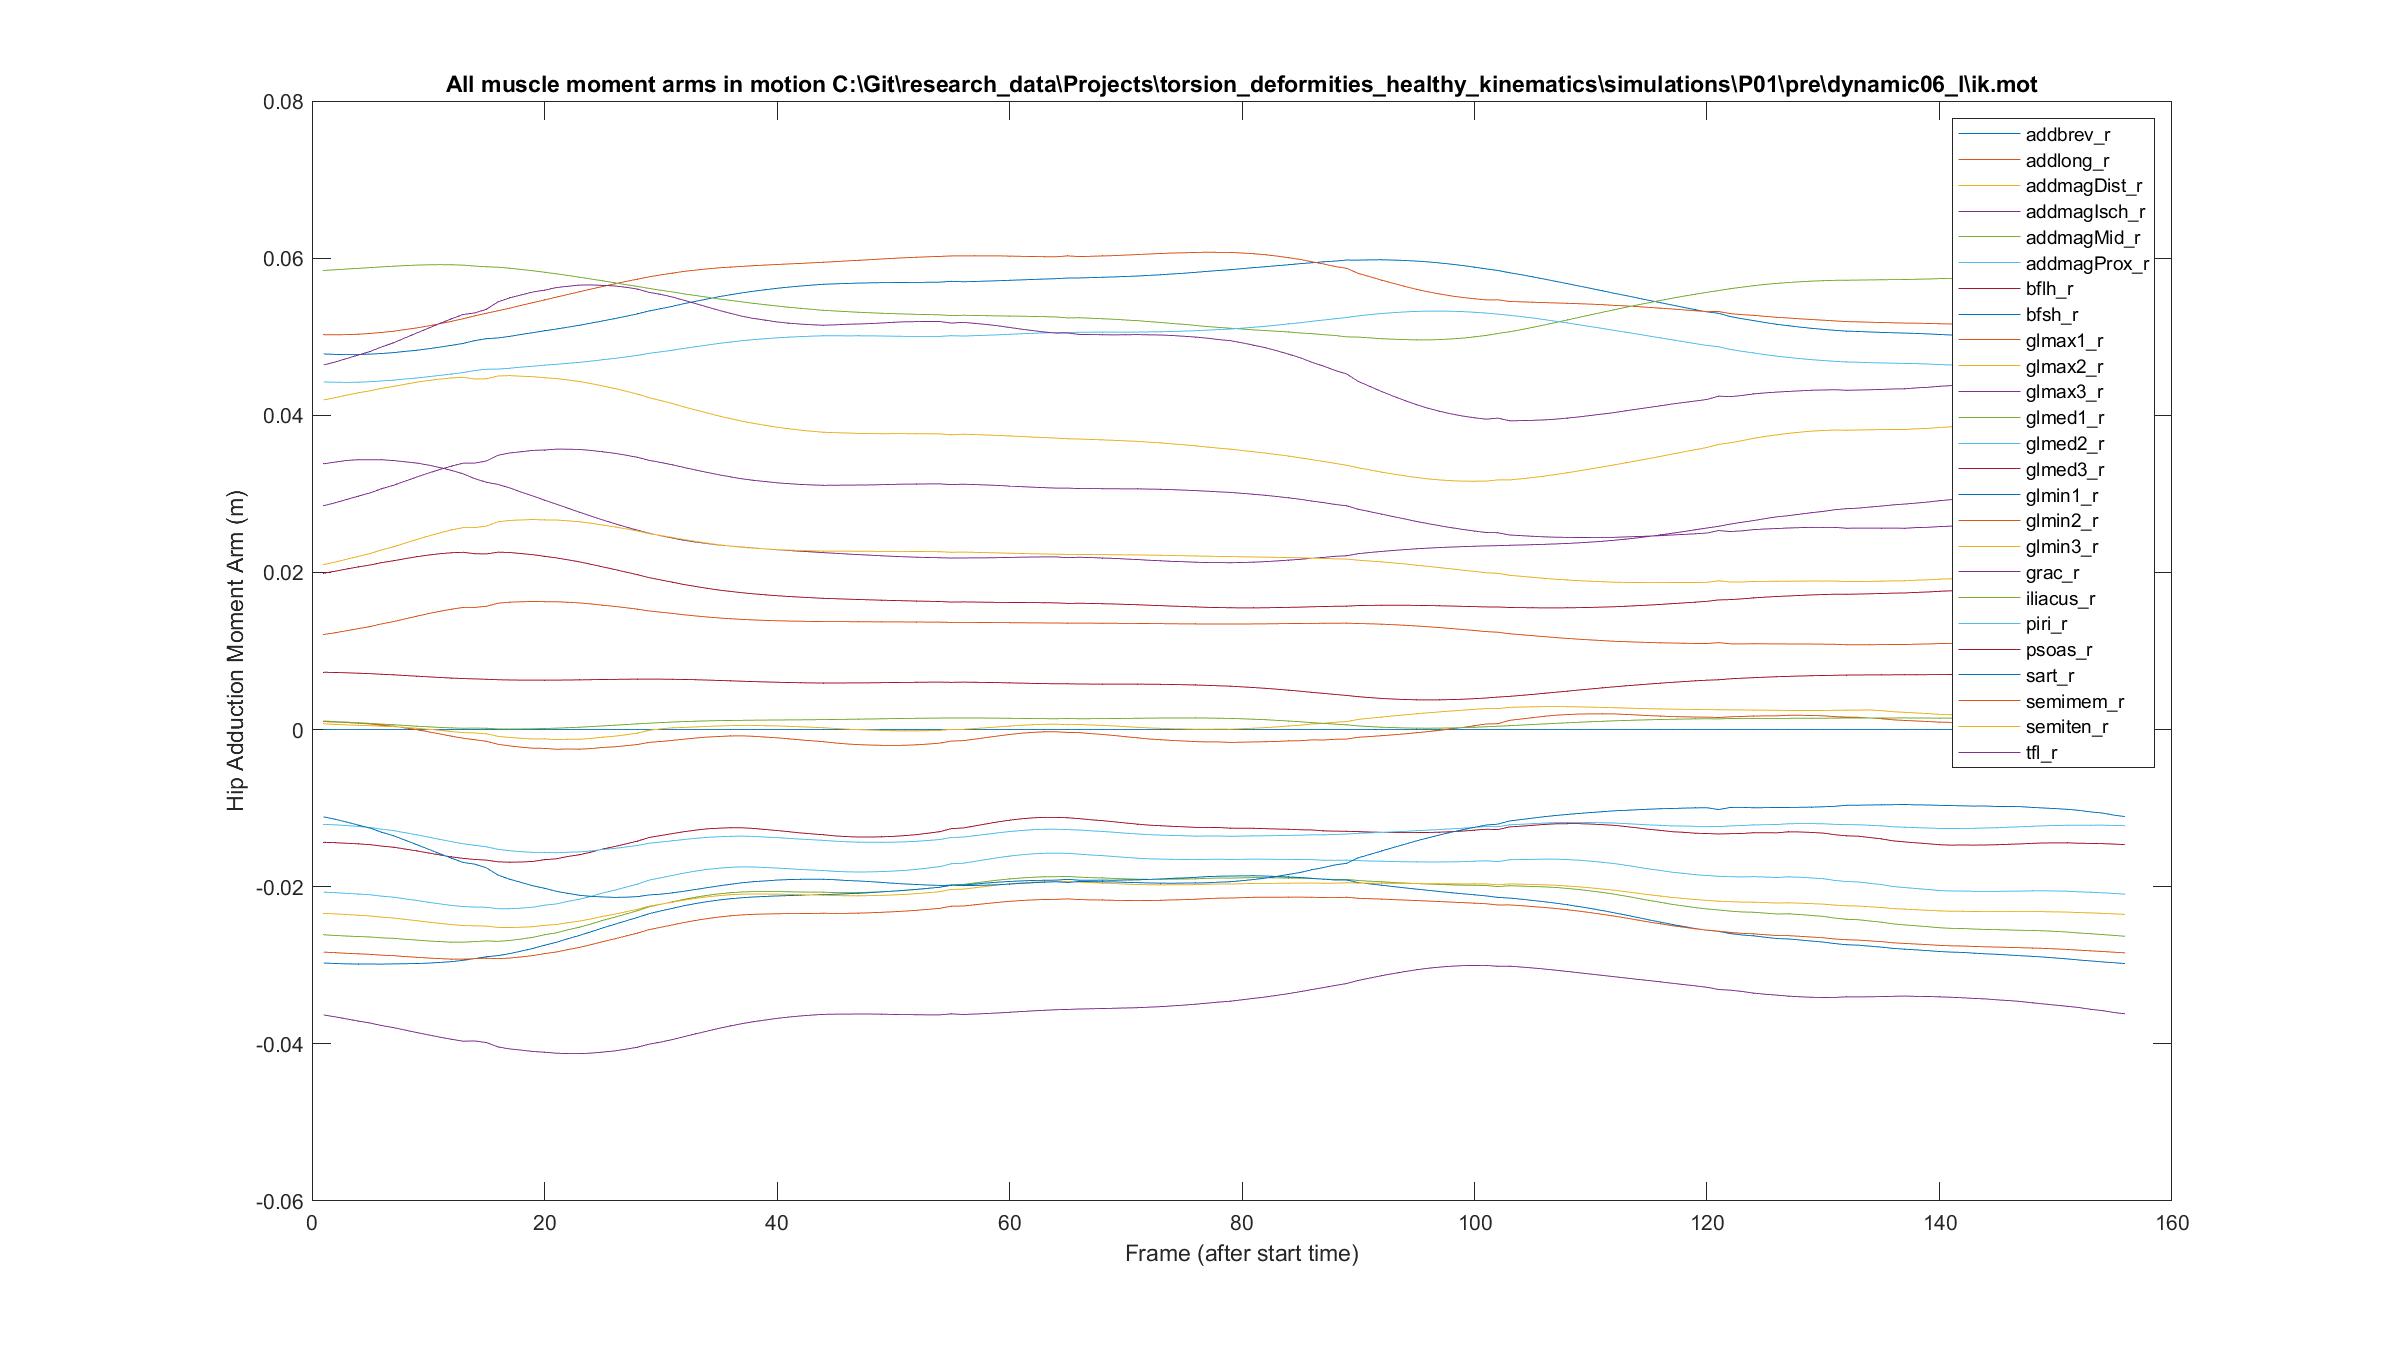 All muscle moment arms in motion C:\Git\research_data\Projects\torsion_deformities_healthy_kinematics\simulations\P01\pre\dynamic06_l\ik.mot
Hip Adduction Moment Arm (m)
0.08
0.06
0.04
0.02
0
-0.02
-0.04
-0.06
addbrev_r
addlong_r
addmagDist_r
addmagIsch_r
addmagMid_r
addmagProx_r
bflh_r
bfsh_r
glmax1_r
glmax2_r
glmax3_r
glmed1_r
glmed2_r
glmed3_r
glmin1_r
glmin2_r
glmin3_r
grac_r
iliacus_r
piri_r
psoas_r
sart_r
semimem_r
semiten_r
tfl_r
0 20 40 60 80 100 120 140 160
Frame (after start time)